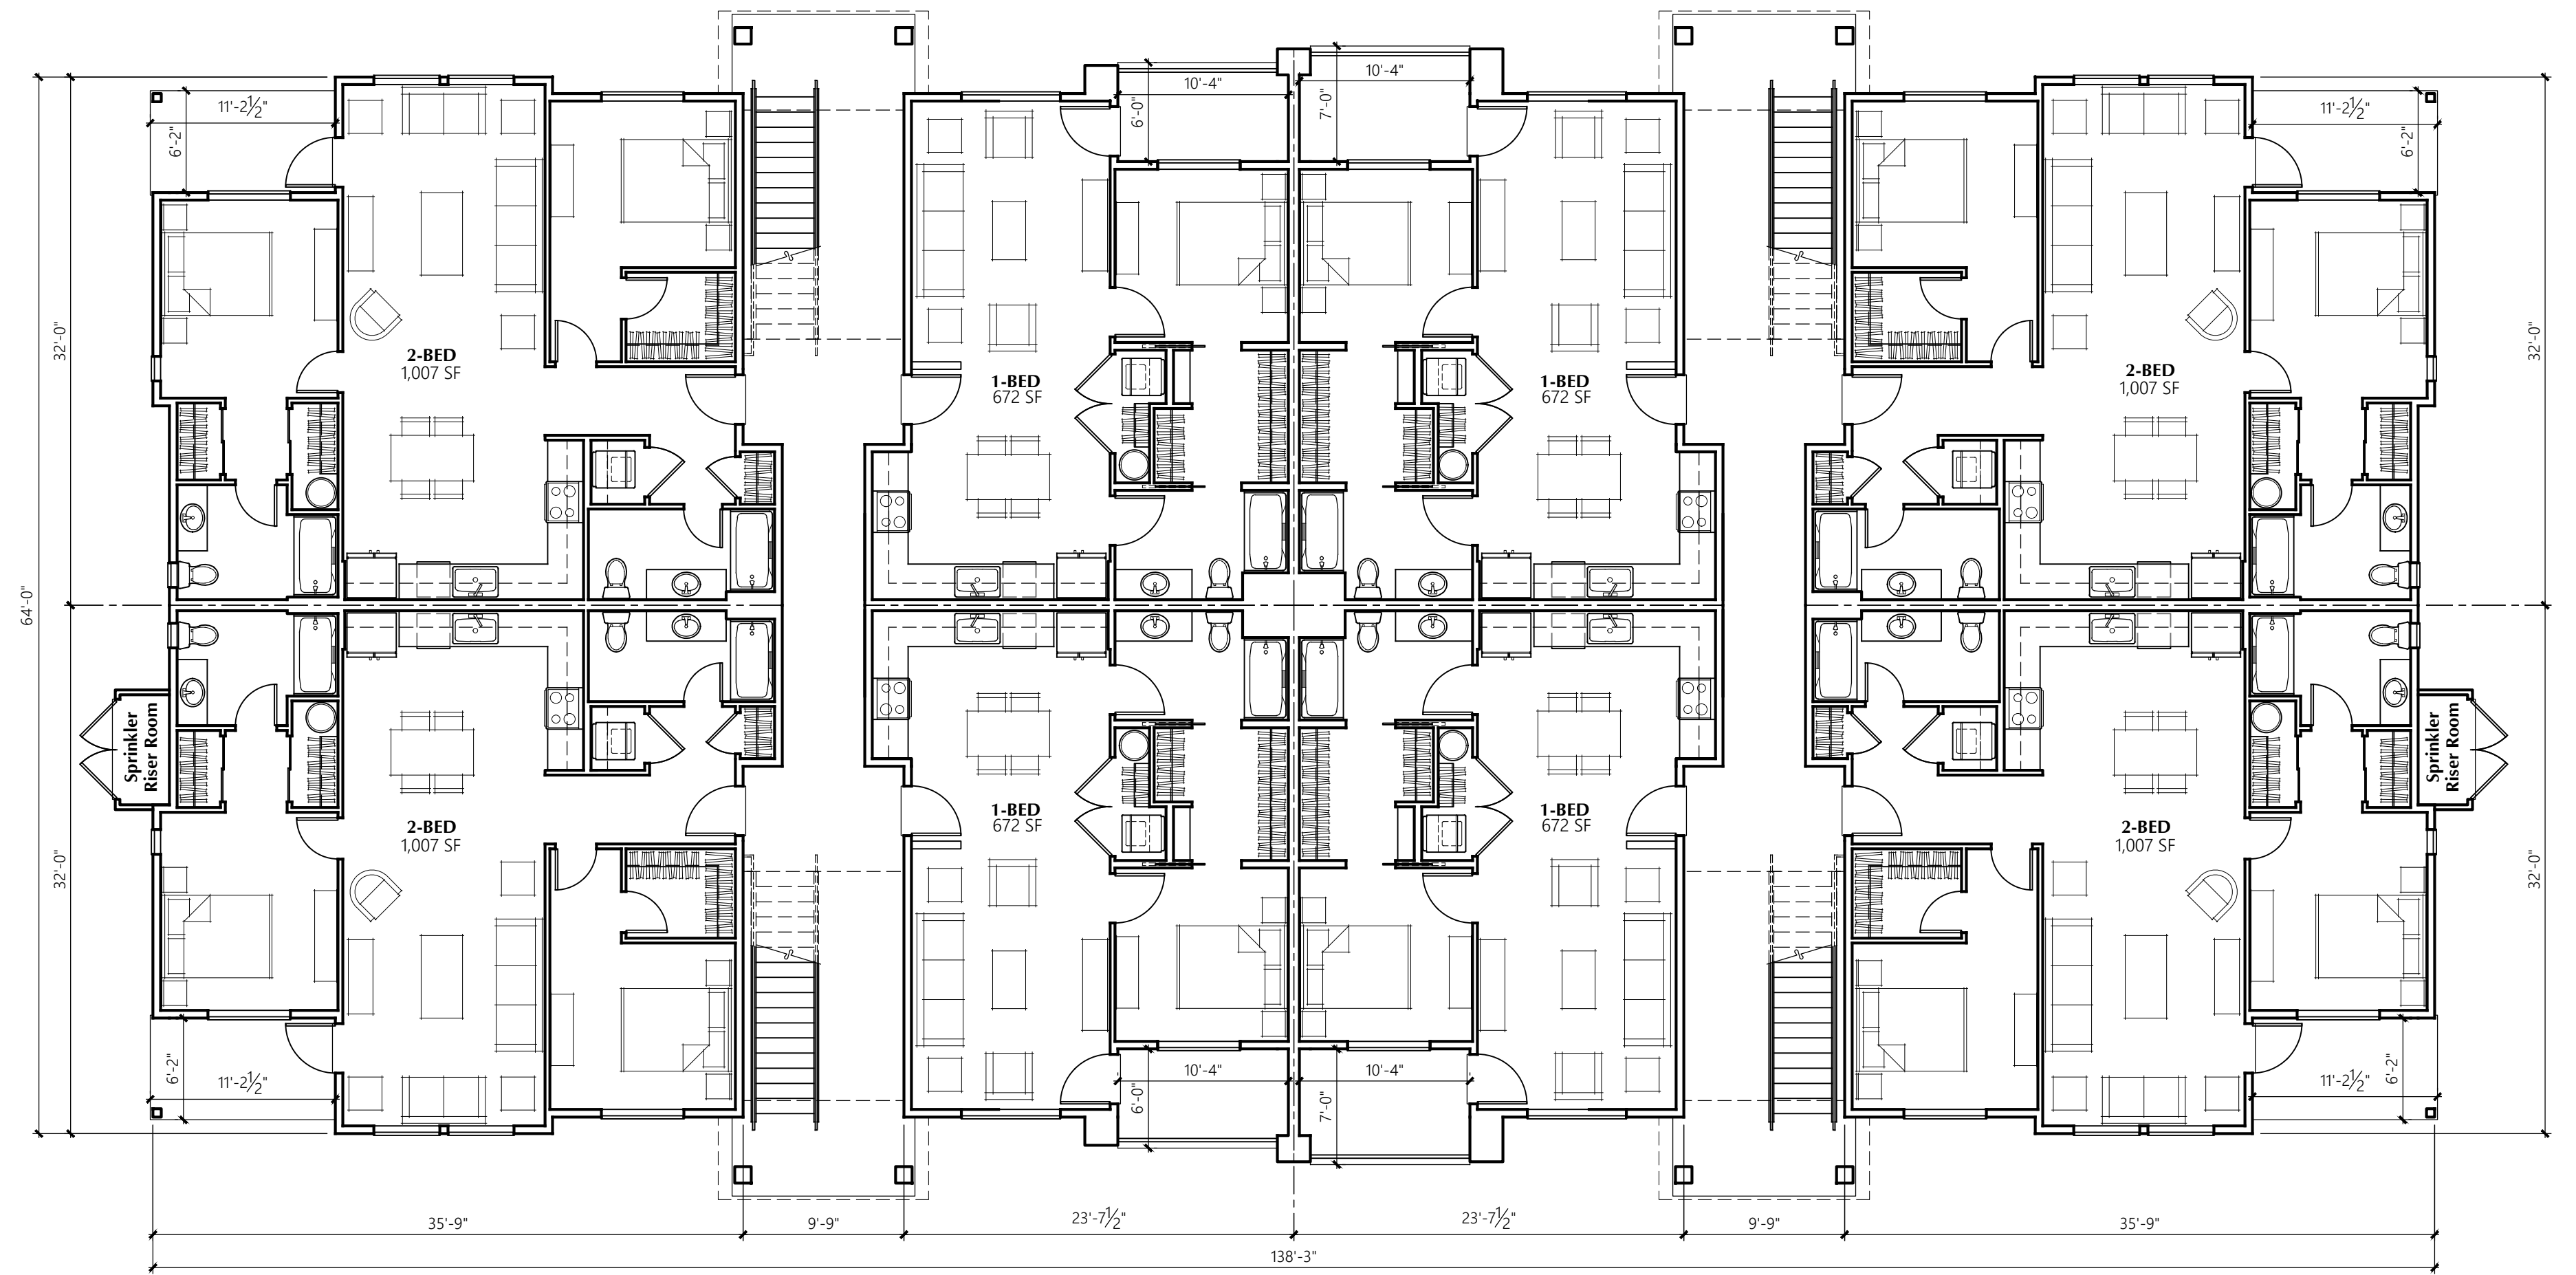 10'-4"
10'-4"
11'-2½"
6'-2"
6'-0"
7'-0"
11'-2½"
6'-2"
32'-0"
32'-0"
2-BED
1,007 SF
1-BED
672 SF
1-BED
672 SF
2-BED
1,007 SF
64'-0"
Sprinkler
Riser Room
Sprinkler
Riser Room
2-BED
1,007 SF
1-BED
672 SF
1-BED
672 SF
2-BED
1,007 SF
32'-0"
32'-0"
6'-2"
11'-2½"
10'-4"
6'-0"
10'-4"
7'-0"
11'-2½"
6'-2"
35'-9"
9'-9"
23'-7½"
23'-7½"
9'-9"
35'-9"
138'-3"